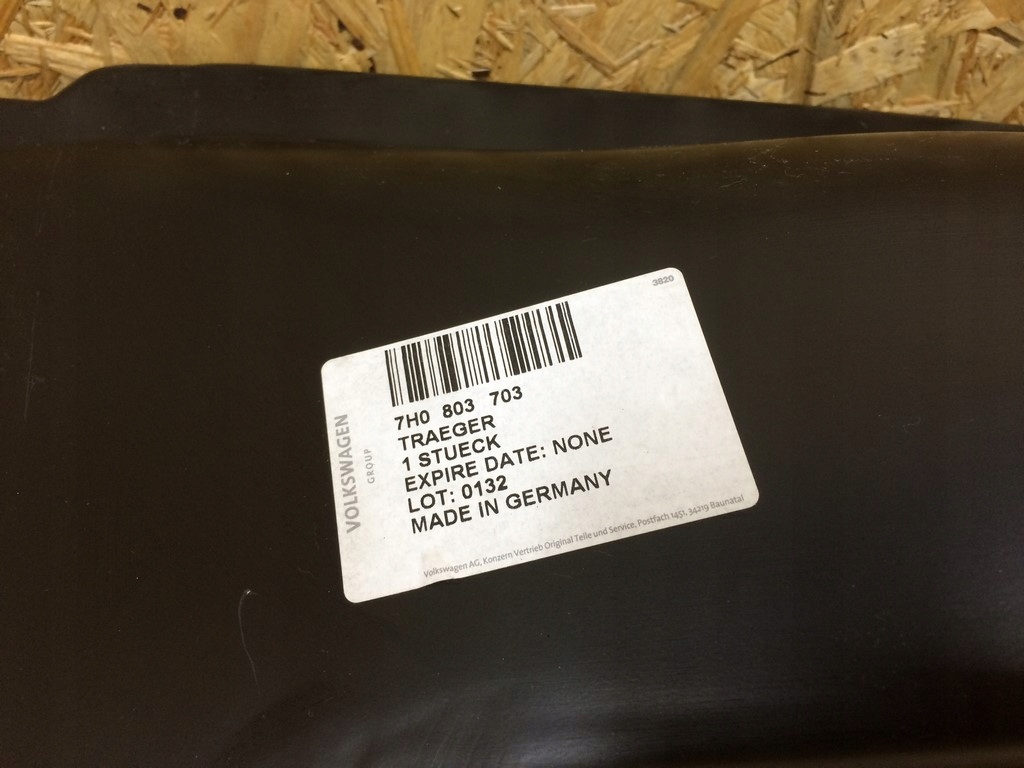 3820
7H0 803 703
TRAEGER
1 STUECK
EXPIRE DATE: NONE
LOT: 0132
MADE IN GERMANY
VOLKSWAGEN
GROUP
Volkswagen AG, Konzern Vertrieb Original Teile und Service, Postfach 1451, 34219 Baunatal